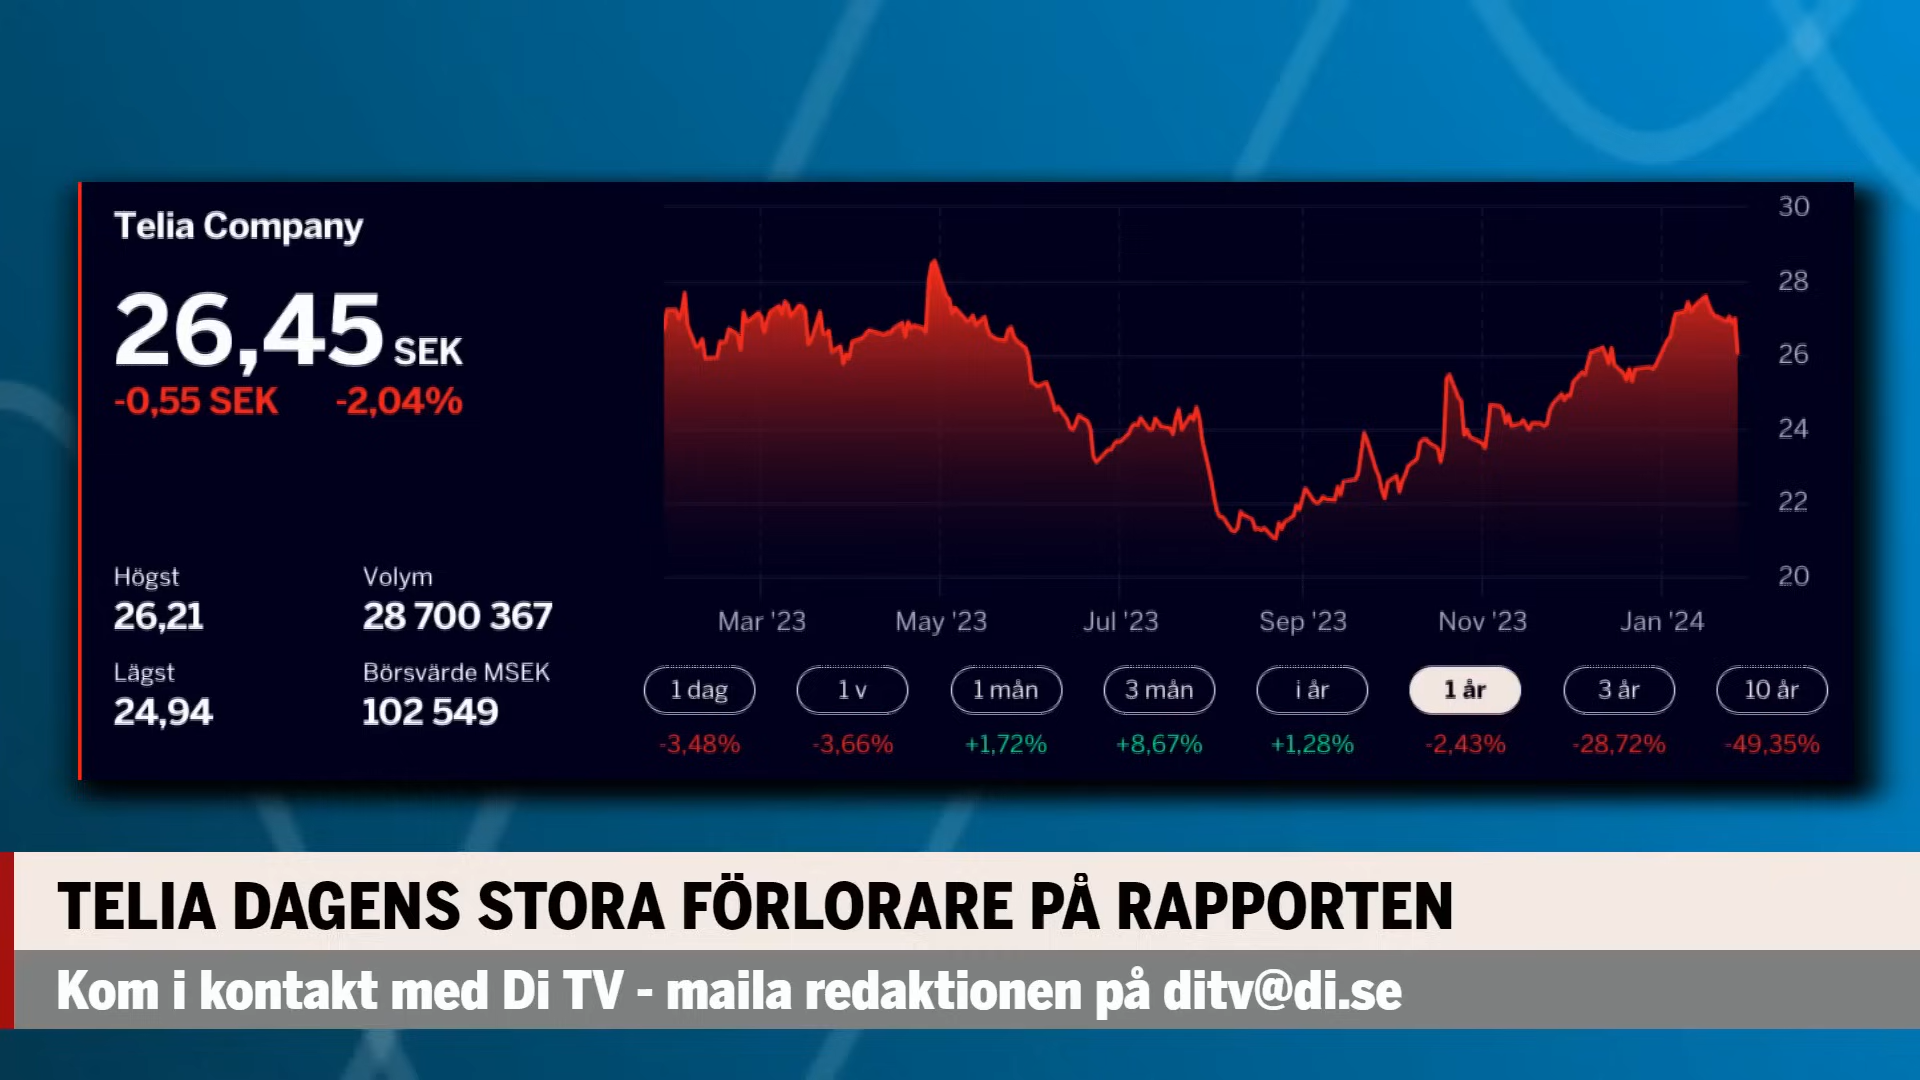 Telia Company
26,45 SEK
-0,55 SEK -2,04%
Högst Volym
26,21 28 700 367
Lägst Börsvärde MSEK
24,94 102 549
30
28
26
24
22
20
Mar '23 May '23 Jul '23 Sep '23 Nov '23 Jan '24
1 dag 1 v 1 mån 3 mån i år 1 år 3 år 10 år
-3,48% -3,66% +1,72% +8,67% +1,28% -2,43% -28,72% -49,35%
TELIA DAGENS STORA FÖRLORARE PÅ RAPPORTEN
Kom i kontakt med Di TV - maila redaktionen på ditv@di.se